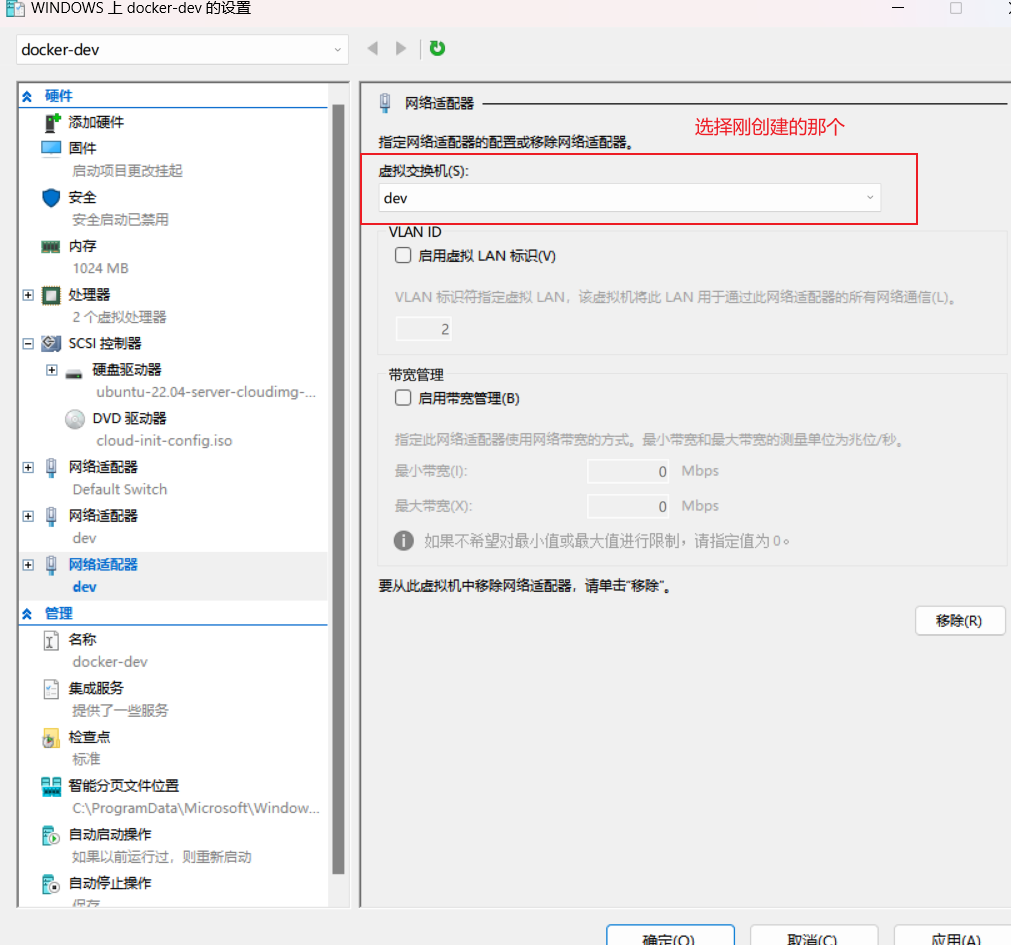 WINDOWS 上 docker-dev 的设置
docker-dev
硬件
添加硬件
固件
启动项目更改挂起
安全
安全启动已禁用
内存
1024 MB
处理器
2 个虚拟处理器
SCSI 控制器
硬盘驱动器
ubuntu-22.04-server-cloudimg-...
DVD 驱动器
cloud-init-config.iso
网络适配器
Default Switch
网络适配器
dev
网络适配器
dev
管理
名称
docker-dev
集成服务
提供了一些服务
检查点
标准
智能分页文件位置
C:\ProgramData\Microsoft\Window...
自动启动操作
如果以前运行过，则重新启动
自动停止操作
保存
网络适配器
选择刚创建的那个
指定网络适配器的配置或移除网络适配器。
虚拟交换机(S):
dev
VLAN ID
启用虚拟 LAN 标识(V)
VLAN 标识符指定虚拟 LAN，该虚拟机将此 LAN 用于通过此网络适配器的所有网络通信(L)。
2
带宽管理
启用带宽管理(B)
指定此网络适配器使用网络带宽的方式。最小带宽和最大带宽的测量单位为兆位/秒。
最小带宽(I): 0 Mbps
最大带宽(X): 0 Mbps
如果不希望对最小值或最大值进行限制，请指定值为 0。
要从此虚拟机中移除网络适配器，请单击“移除”。
移除(R)
确定(O) 取消(C) 应用(A)